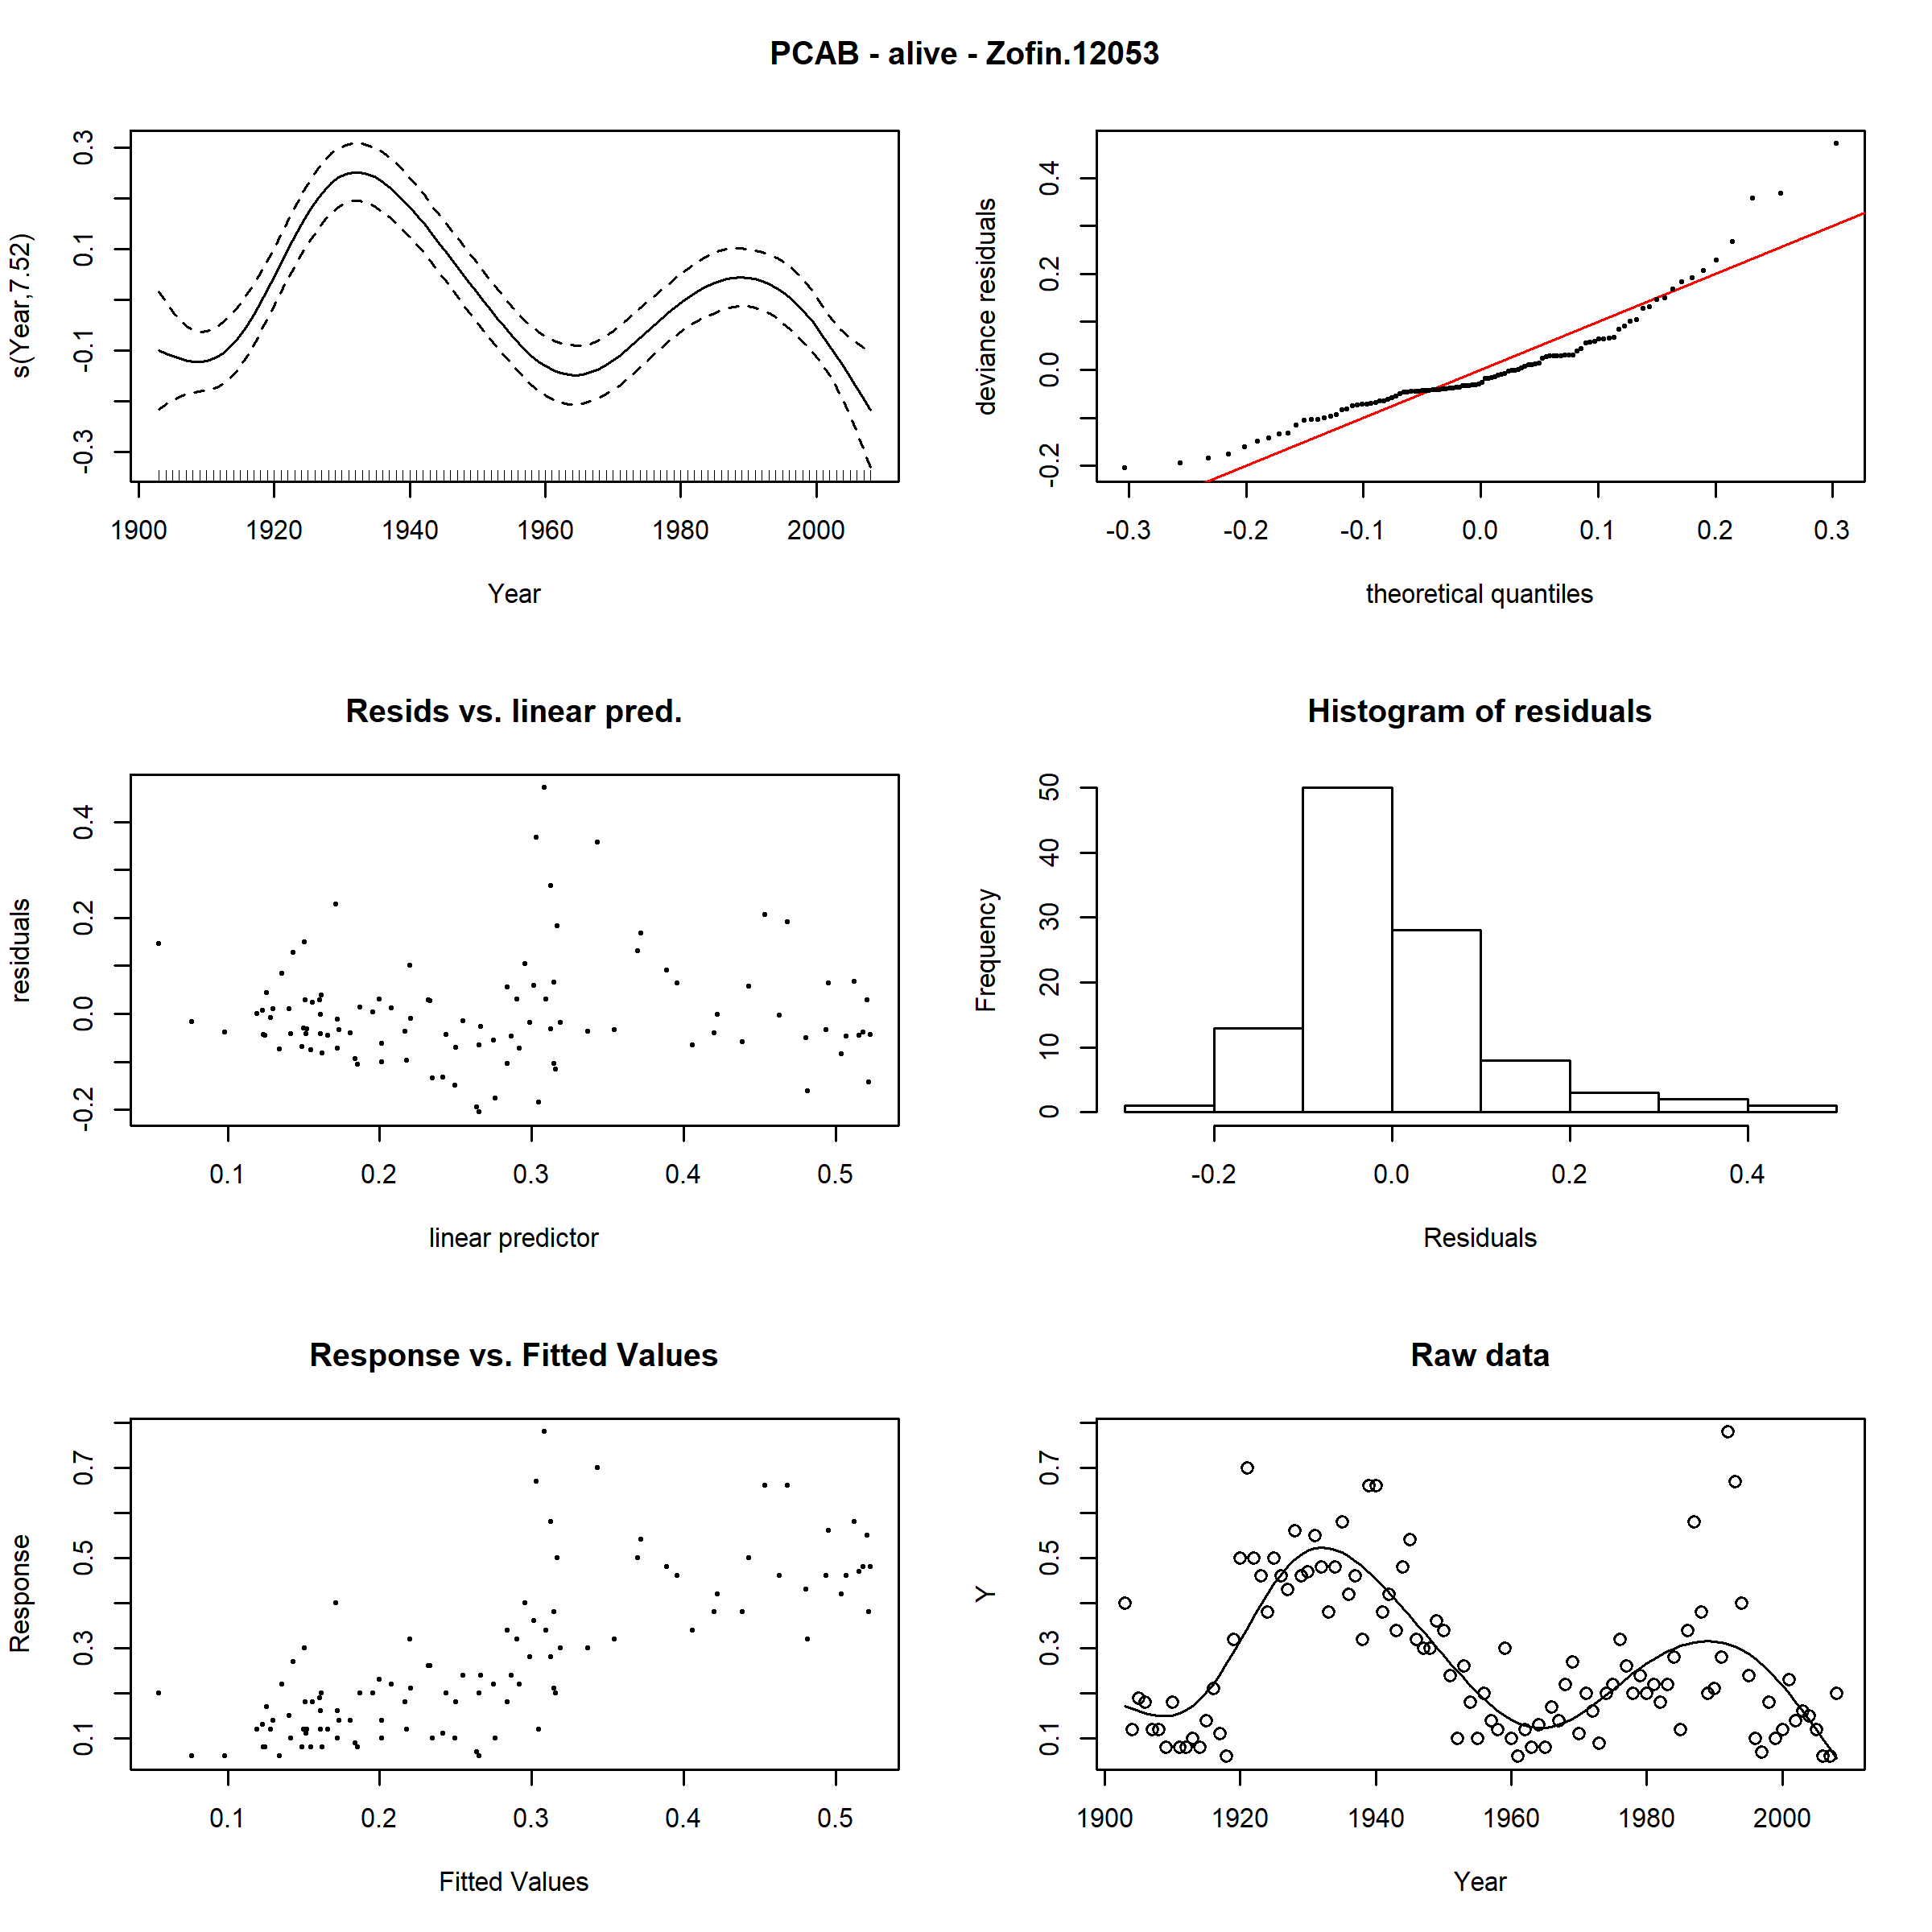 PCAB - alive - Zofin.12053
s(Year,7.52)
-0.3 -0.1 0.1 0.3
1900 1920 1940 1960 1980 2000
Year
deviance residuals
-0.2 0.0 0.2 0.4
-0.3 -0.2 -0.1 0.0 0.1 0.2 0.3
theoretical quantiles
Resids vs. linear pred.
residuals
-0.2 0.0 0.2 0.4
0.1 0.2 0.3 0.4 0.5
linear predictor
Histogram of residuals
Frequency
0 10 20 30 40 50
-0.2 0.0 0.2 0.4
Residuals
Response vs. Fitted Values
Response
0.1 0.3 0.5 0.7
0.1 0.2 0.3 0.4 0.5
Fitted Values
Raw data
Y
0.1 0.3 0.5 0.7
1900 1920 1940 1960 1980 2000
Year